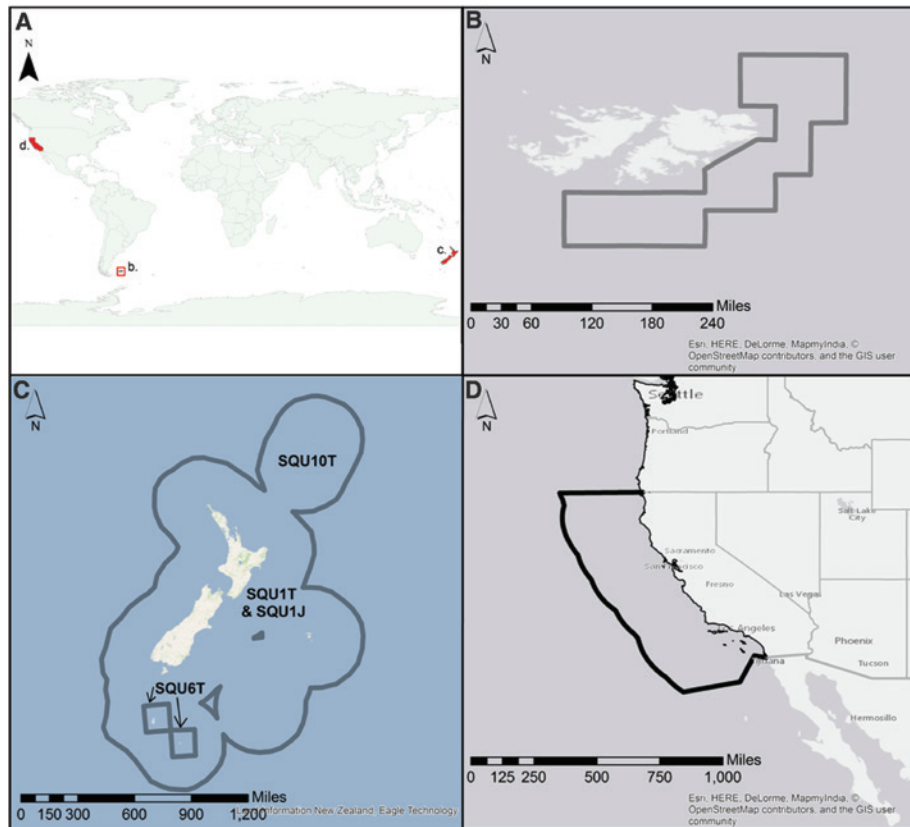 A
N
d.
b.
c.
B
N
Miles
0 30 60 120 180 240
Esri, HERE, DeLorme, MapmyIndia, ©
OpenStreetMap contributors, and the GIS user
community
C
N
SQU10T
SQU1T
& SQU1J
SQU6T
Miles
0 150 300 600 900 1,200
Information New Zealand, Eagle Technology
D
N
Seattle
Portland
Salt Lake
City
Sacramento
San Francisco
Fresno
Las Vegas
Los Angeles
Phoenix
Tucson
Hermosillo
Miles
0 125 250 500 750 1,000
Esri, HERE, DeLorme, MapmyIndia, ©
OpenStreetMap contributors, and the GIS user
community